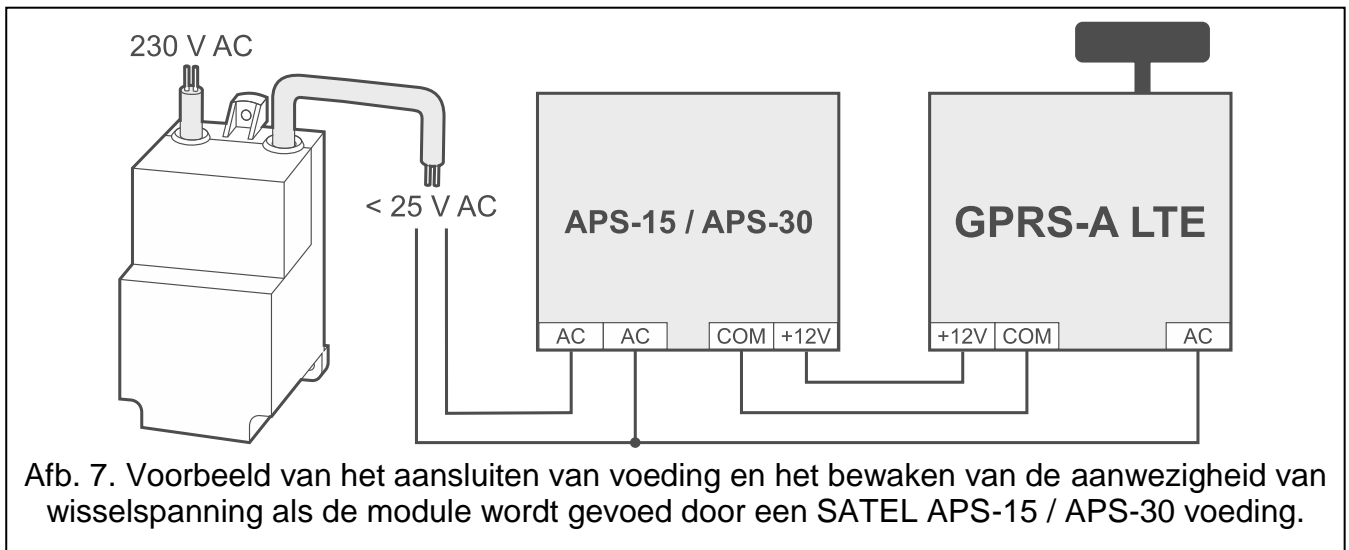 230 V AC
< 25 V AC
APS-15 / APS-30
GPRS-A LTE
AC AC COM +12V
+12V COM AC
Afb. 7. Voorbeeld van het aansluiten van voeding en het bewaken van de aanwezigheid van
wisselspanning als de module wordt gevoed door een SATEL APS-15 / APS-30 voeding.